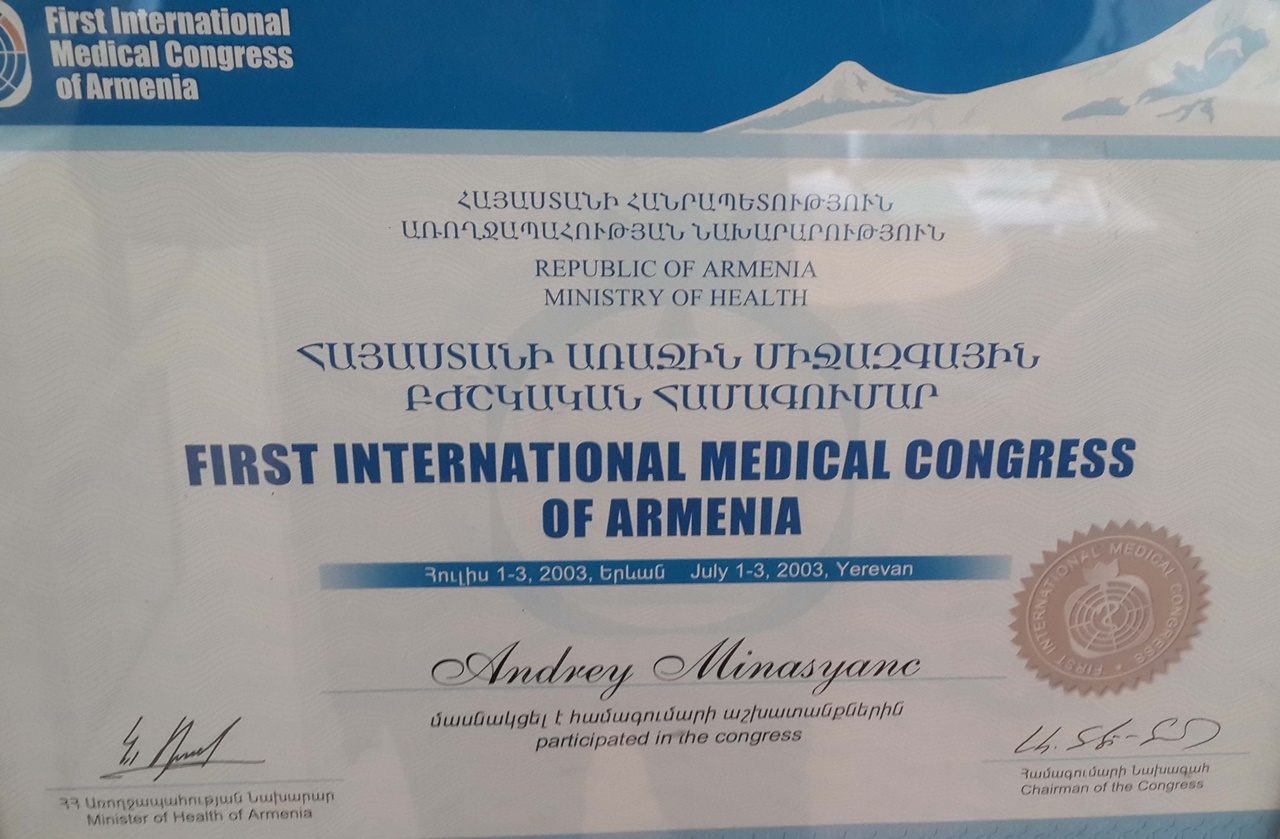 First International
Medical Congress
of Armenia
ՀԱՅԱՍՏԱՆԻ ՀԱՆՐԱՊԵՏՈՒԹՅՈՒՆ
ԱՌՈՂՋԱՊԱՀՈՒԹՅԱՆ ՆԱԽԱՐԱՐՈՒԹՅՈՒՆ
REPUBLIC OF ARMENIA
MINISTRY OF HEALTH
ՀԱՅԱՍՏԱՆԻ ԱՌԱՋԻՆ ՄԻՋԱԶԳԱՅԻՆ
ԲԺՇԿԱԿԱՆ ՀԱՄԱԳՈՒՄԱՐ
FIRST INTERNATIONAL MEDICAL CONGRESS
OF ARMENIA
Հուլիս 1-3, 2003, Երևան July 1-3, 2003, Yerevan
FIRST INTERNATIONAL MEDICAL CONGRESS
Andrey Minasyanc
մասնակցել է համագումարի աշխատանքներին
participated in the congress
ՀՀ Առողջապահության Նախարար
Minister of Health of Armenia
Համագումարի Նախագահ
Chairman of the Congress